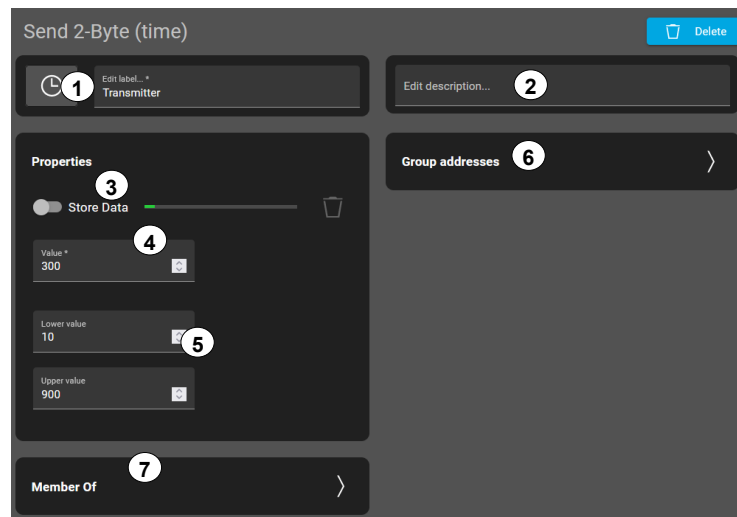 Send 2-Byte (time)
Delete
1
Edit label... *
Transmitter
Edit description...
2
Properties
3
Store Data
4
Value *
300
Lower value
10
5
Upper value
900
Group addresses
6
7
Member Of